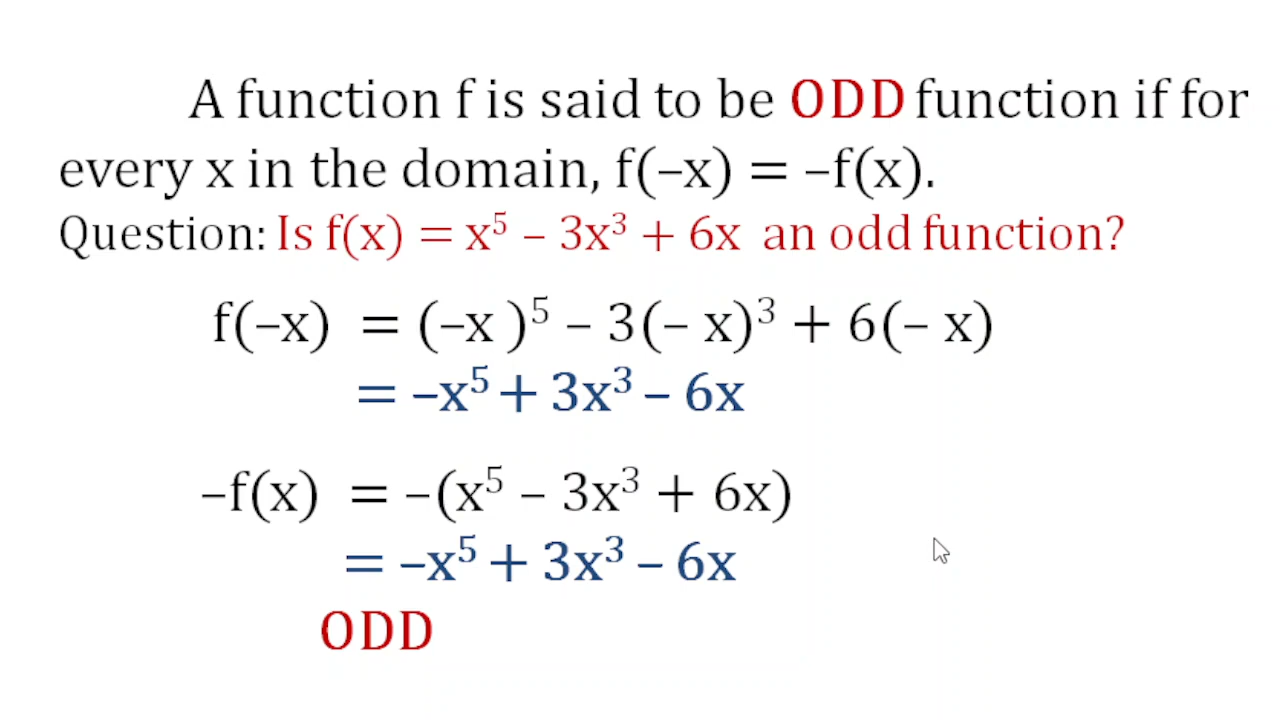 A function f is said to be ODD function if for
every x in the domain, f(–x) = –f(x).
Question: Is f(x) = x⁵ – 3x³ + 6x an odd function?
f(–x) = (–x )⁵ – 3(– x)³ + 6(– x)
= –x⁵ + 3x³ – 6x
–f(x) = –(x⁵ – 3x³ + 6x)
= –x⁵ + 3x³ – 6x
ODD